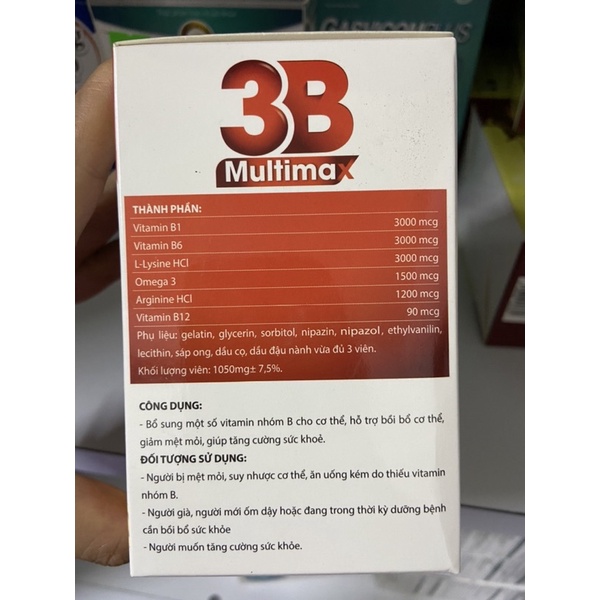 GASVICOMPLUS
3B
Multimax
THÀNH PHẦN:
Vitamin B1 3000 mcg
Vitamin B6 3000 mcg
L-Lysine HCl 3000 mcg
Omega 3 1500 mcg
Arginine HCl 1200 mcg
Vitamin B12 90 mcg
Phụ liệu: gelatin, glycerin, sorbitol, nipazin, nipazol, ethylvanilin,
lecithin, sáp ong, dầu cọ, dầu đậu nành vừa đủ 3 viên.
Khối lượng viên: 1050mg± 7,5%.
CÔNG DỤNG:
- Bổ sung một số vitamin nhóm B cho cơ thể, hỗ trợ bồi bổ cơ thể,
giảm mệt mỏi, giúp tăng cường sức khoẻ.
ĐỐI TƯỢNG SỬ DỤNG:
- Người bị mệt mỏi, suy nhược cơ thể, ăn uống kém do thiếu vitamin
nhóm B.
- Người già, người mới ốm dậy hoặc đang trong thời kỳ dưỡng bệnh
cần bồi bổ sức khỏe
- Người muốn tăng cường sức khỏe.